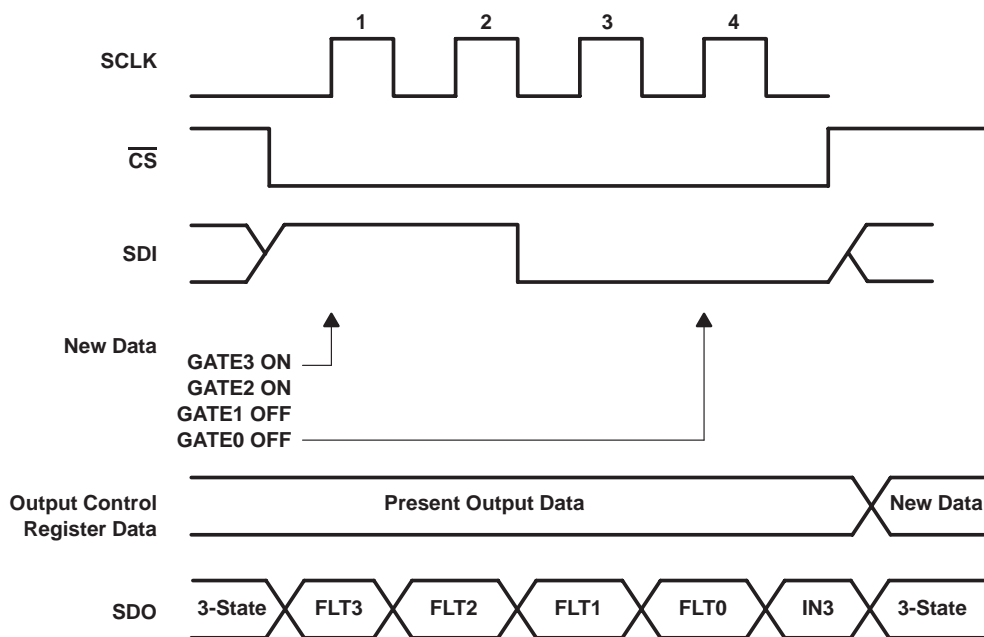 1 2 3 4
SCLK
CS
SDI
New Data
GATE3 ON
GATE2 ON
GATE1 OFF
GATE0 OFF
Output Control
Register Data
Present Output Data
New Data
SDO
3-State
FLT3
FLT2
FLT1
FLT0
IN3
3-State